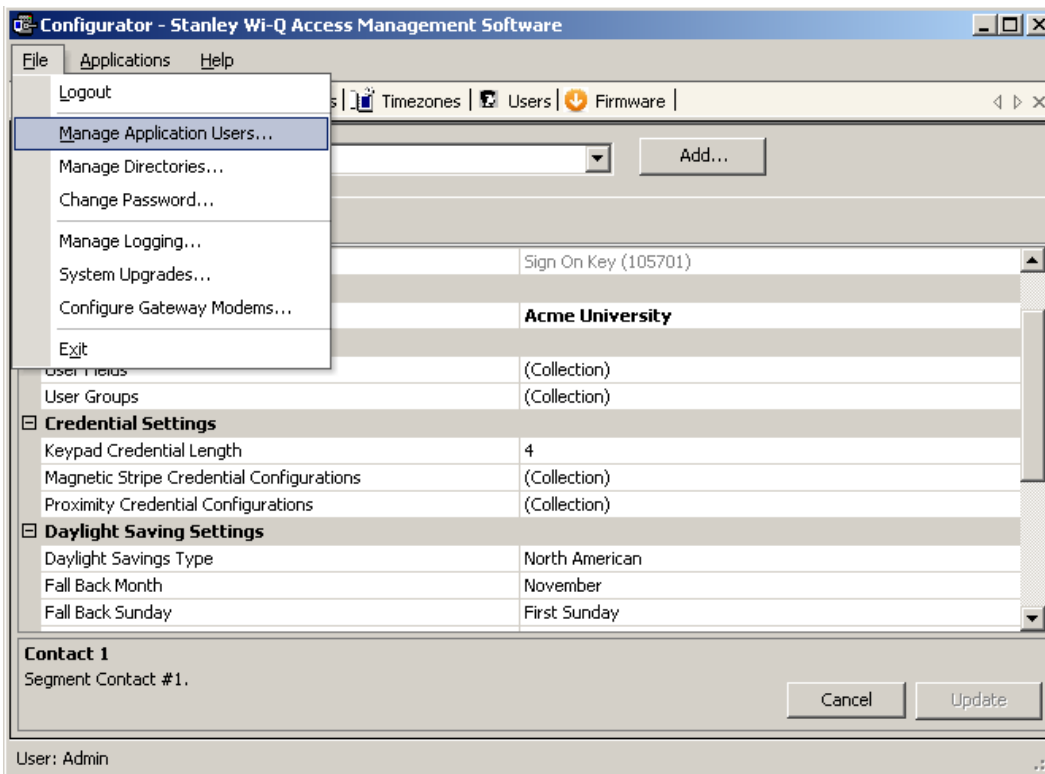 Configurator - Stanley Wi-Q Access Management Software
File Applications Help
Logout
Timezones Users Firmware
Manage Application Users...
Add...
Manage Directories...
Change Password...
Manage Logging...
Sign On Key (105701)
System Upgrades...
Configure Gateway Modems...
Acme University
Exit
User Fields (Collection)
User Groups (Collection)
Credential Settings
Keypad Credential Length 4
Magnetic Stripe Credential Configurations (Collection)
Proximity Credential Configurations (Collection)
Daylight Saving Settings
Daylight Savings Type North American
Fall Back Month November
Fall Back Sunday First Sunday
Contact 1
Segment Contact #1.
Cancel Update
User: Admin